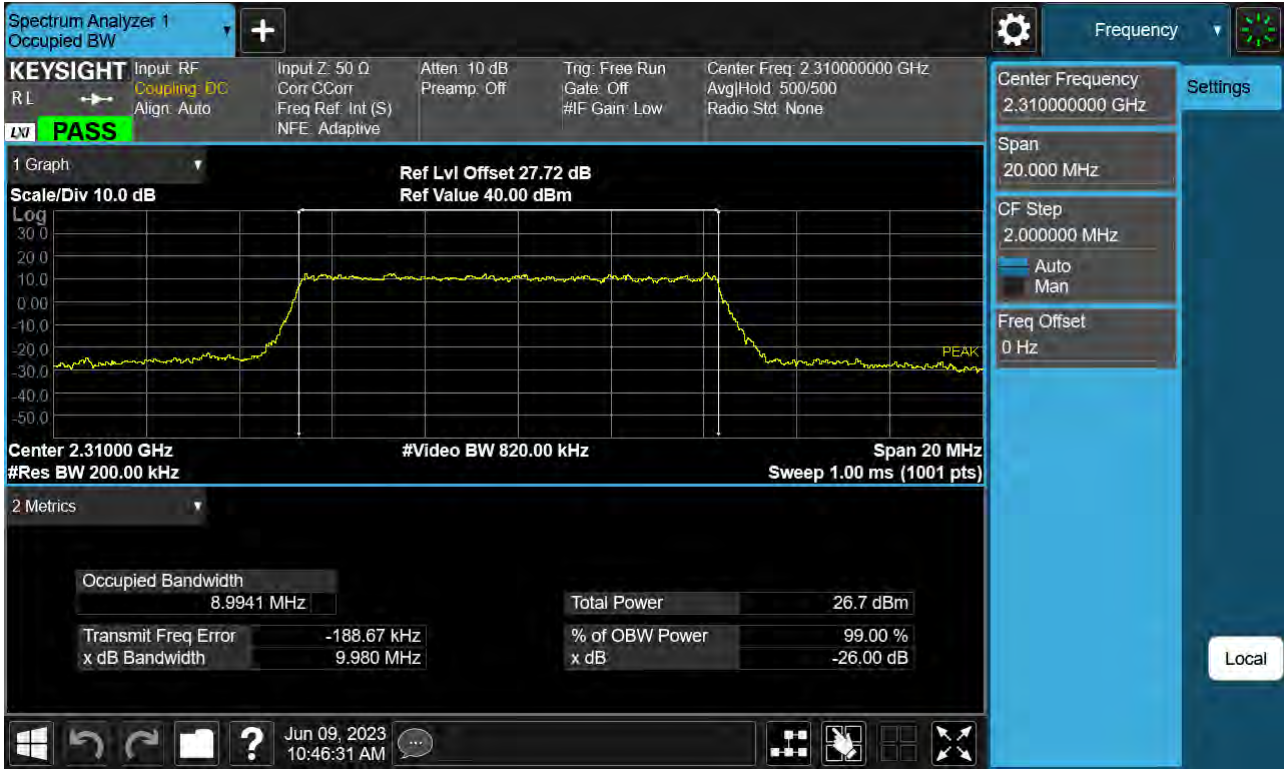 Spectrum Analyzer 1
Occupied BW
Frequency
KEYSIGHT
RL
LXI
PASS
Input: RF
Coupling: DC
Align: Auto
Input Z: 50 Ω
Corr CCorr
Freq Ref: Int (S)
NFE: Adaptive
Atten: 10 dB
Preamp: Off
Trig: Free Run
Gate: Off
#IF Gain: Low
Center Freq: 2.310000000 GHz
Avg|Hold: 500/500
Radio Std: None
Center Frequency
2.310000000 GHz
Settings
Span
20.000 MHz
CF Step
2.000000 MHz
Auto
Man
Freq Offset
0 Hz
Local
1 Graph
Scale/Div 10.0 dB
Ref Lvl Offset 27.72 dB
Ref Value 40.00 dBm
Log
30.0
20.0
10.0
0.00
-10.0
-20.0
-30.0
-40.0
-50.0
PEAK
Center 2.31000 GHz
#Video BW 820.00 kHz
Span 20 MHz
#Res BW 200.00 kHz
Sweep 1.00 ms (1001 pts)
2 Metrics
Occupied Bandwidth
8.9941 MHz
Total Power 26.7 dBm
Transmit Freq Error -188.67 kHz
% of OBW Power 99.00 %
x dB Bandwidth 9.980 MHz
x dB -26.00 dB
?
Jun 09, 2023
10:46:31 AM